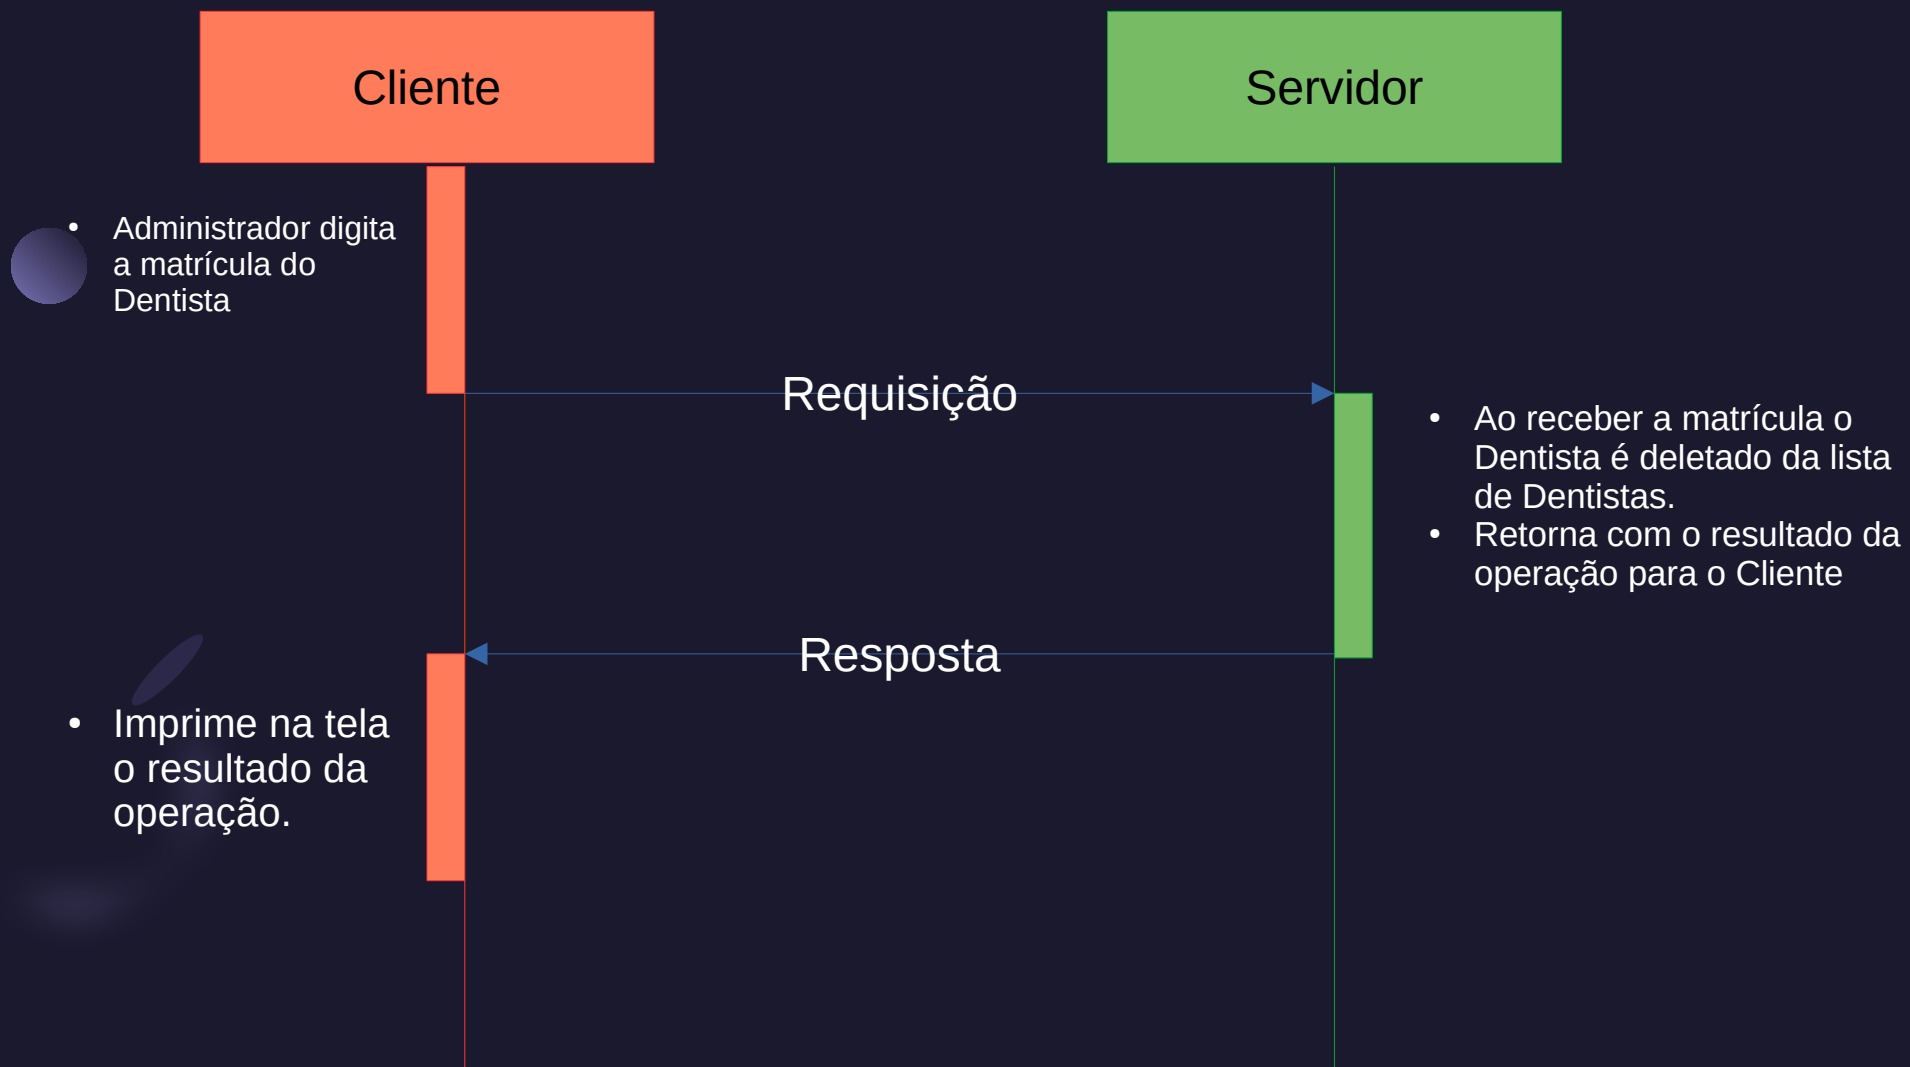 Cliente
Servidor
• Administrador digita
a matrícula do
Dentista
Requisição
• Ao receber a matrícula o
Dentista é deletado da lista
de Dentistas.
• Retorna com o resultado da
operação para o Cliente
Resposta
• Imprime na tela
o resultado da
operação.